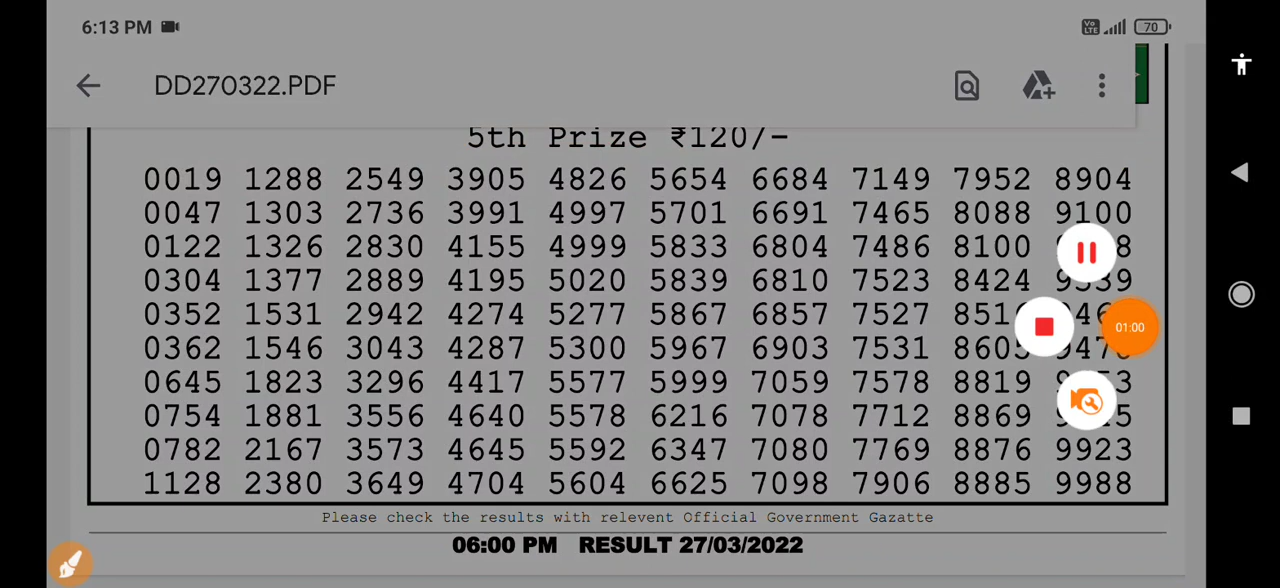 6:13 PM
Vo LTE 70
DD270322.PDF
5th Prize ₹120/-
0019 1288 2549 3905 4826 5654 6684 7149 7952 8904
0047 1303 2736 3991 4997 5701 6691 7465 8088 9100
0122 1326 2830 4155 4999 5833 6804 7486 8100
0304 1377 2889 4195 5020 5839 6810 7523 8424
0352 1531 2942 4274 5277 5867 6857 7527
0362 1546 3043 4287 5300 5967 6903 7531
01:00
0645 1823 3296 4417 5577 5999 7059 7578 8819
0754 1881 3556 4640 5578 6216 7078 7712 8869
0782 2167 3573 4645 5592 6347 7080 7769 8876 9923
1128 2380 3649 4704 5604 6625 7098 7906 8885 9988
Please check the results with relevent Official Government Gazatte
06:00 PM RESULT 27/03/2022